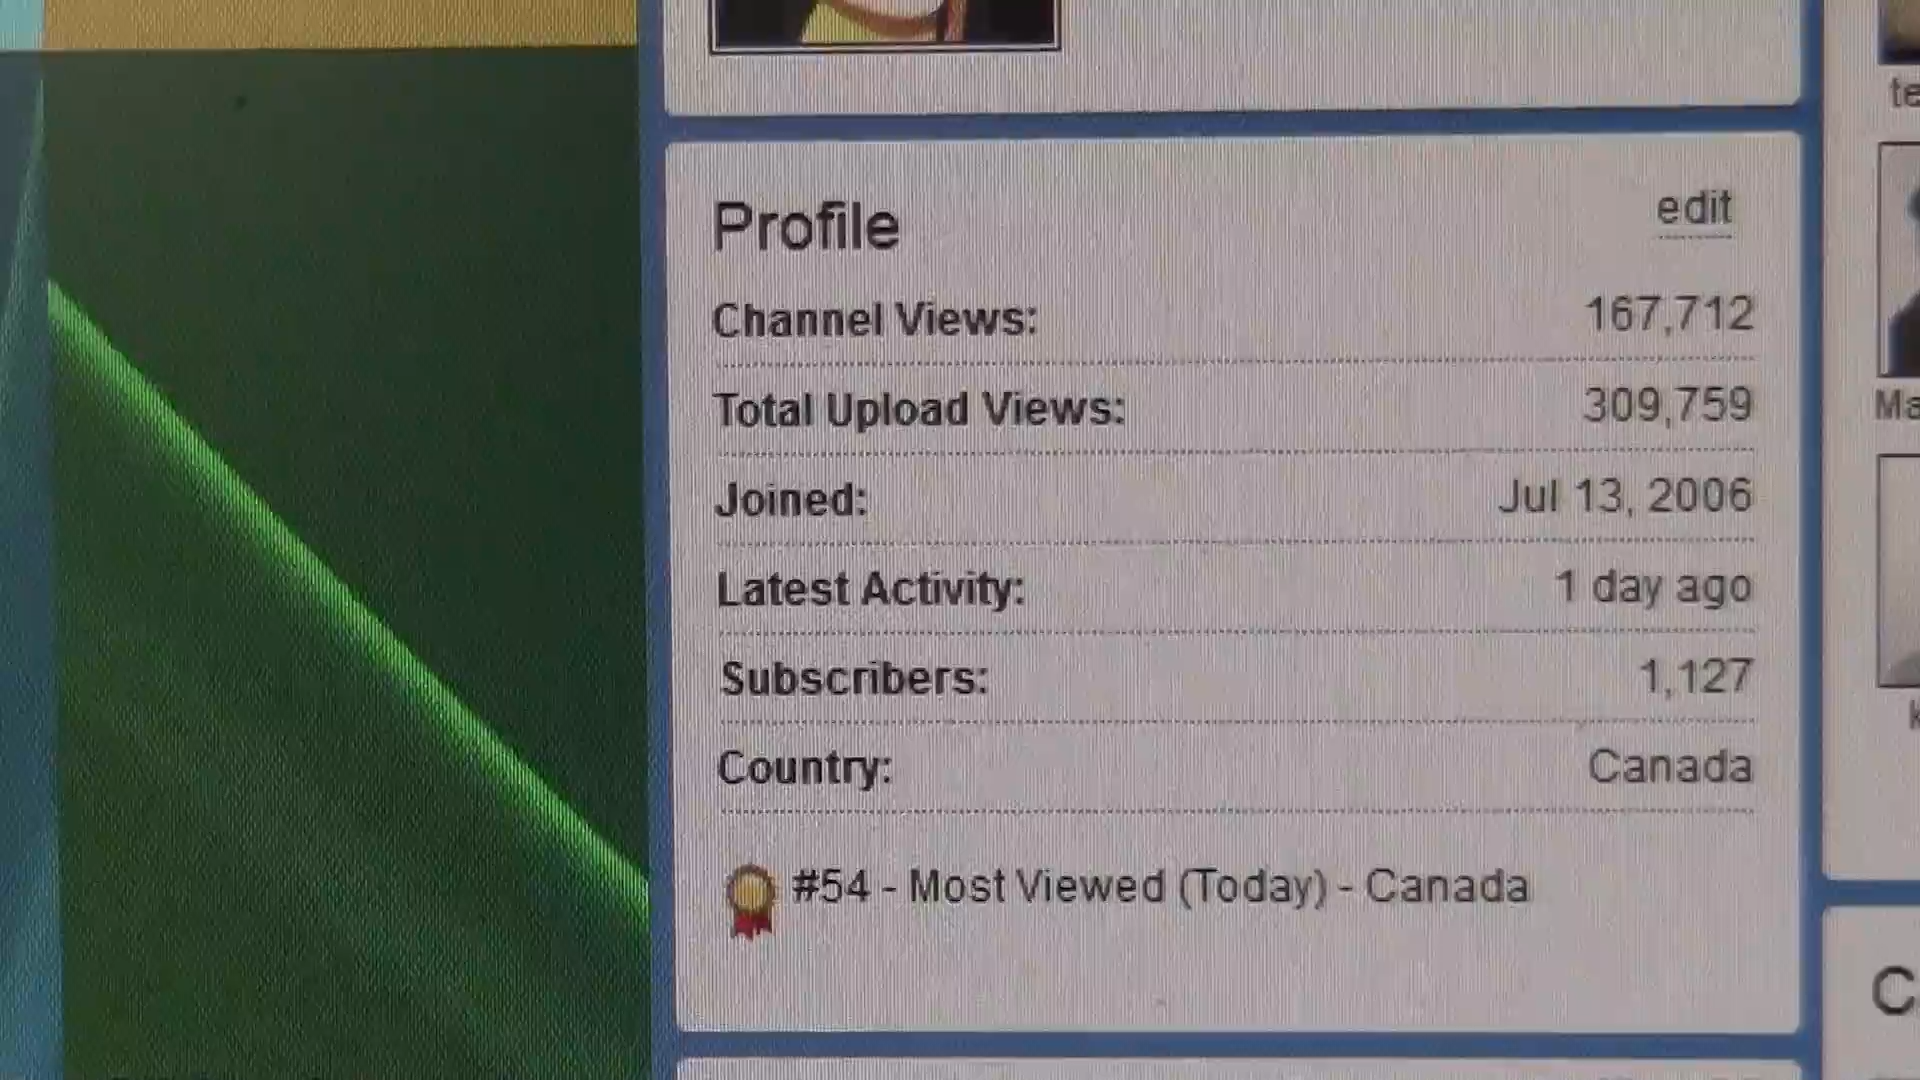 Profile
edit
Channel Views: 167,712
Total Upload Views: 309,759
Joined: Jul 13, 2006
Latest Activity: 1 day ago
Subscribers: 1,127
Country: Canada
#54 - Most Viewed (Today) - Canada